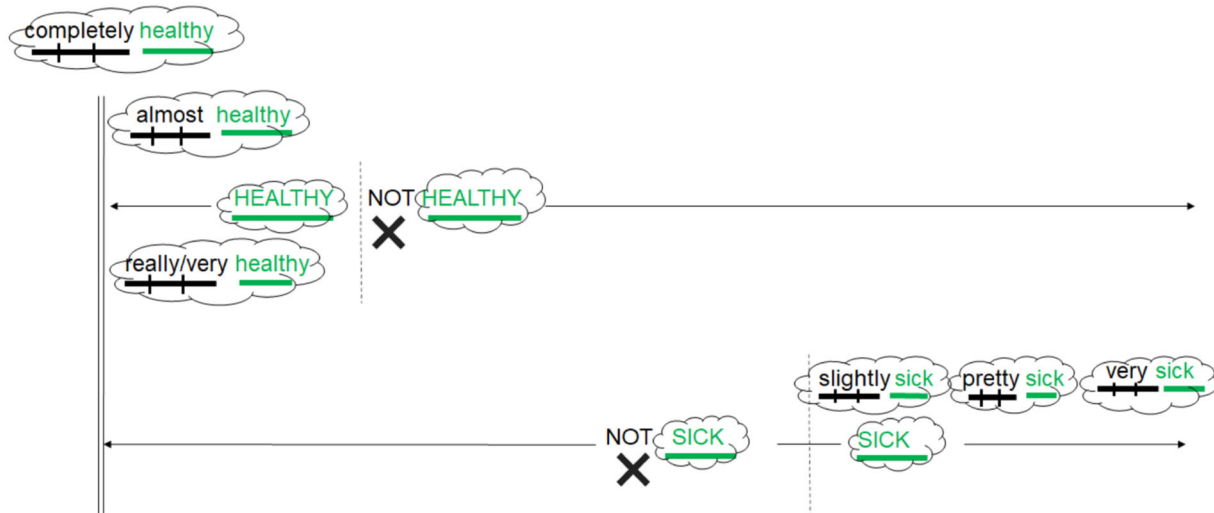 completely healthy
almost healthy
HEALTHY NOT HEALTHY
really/very healthy
slightly sick pretty sick very sick
NOT SICK SICK